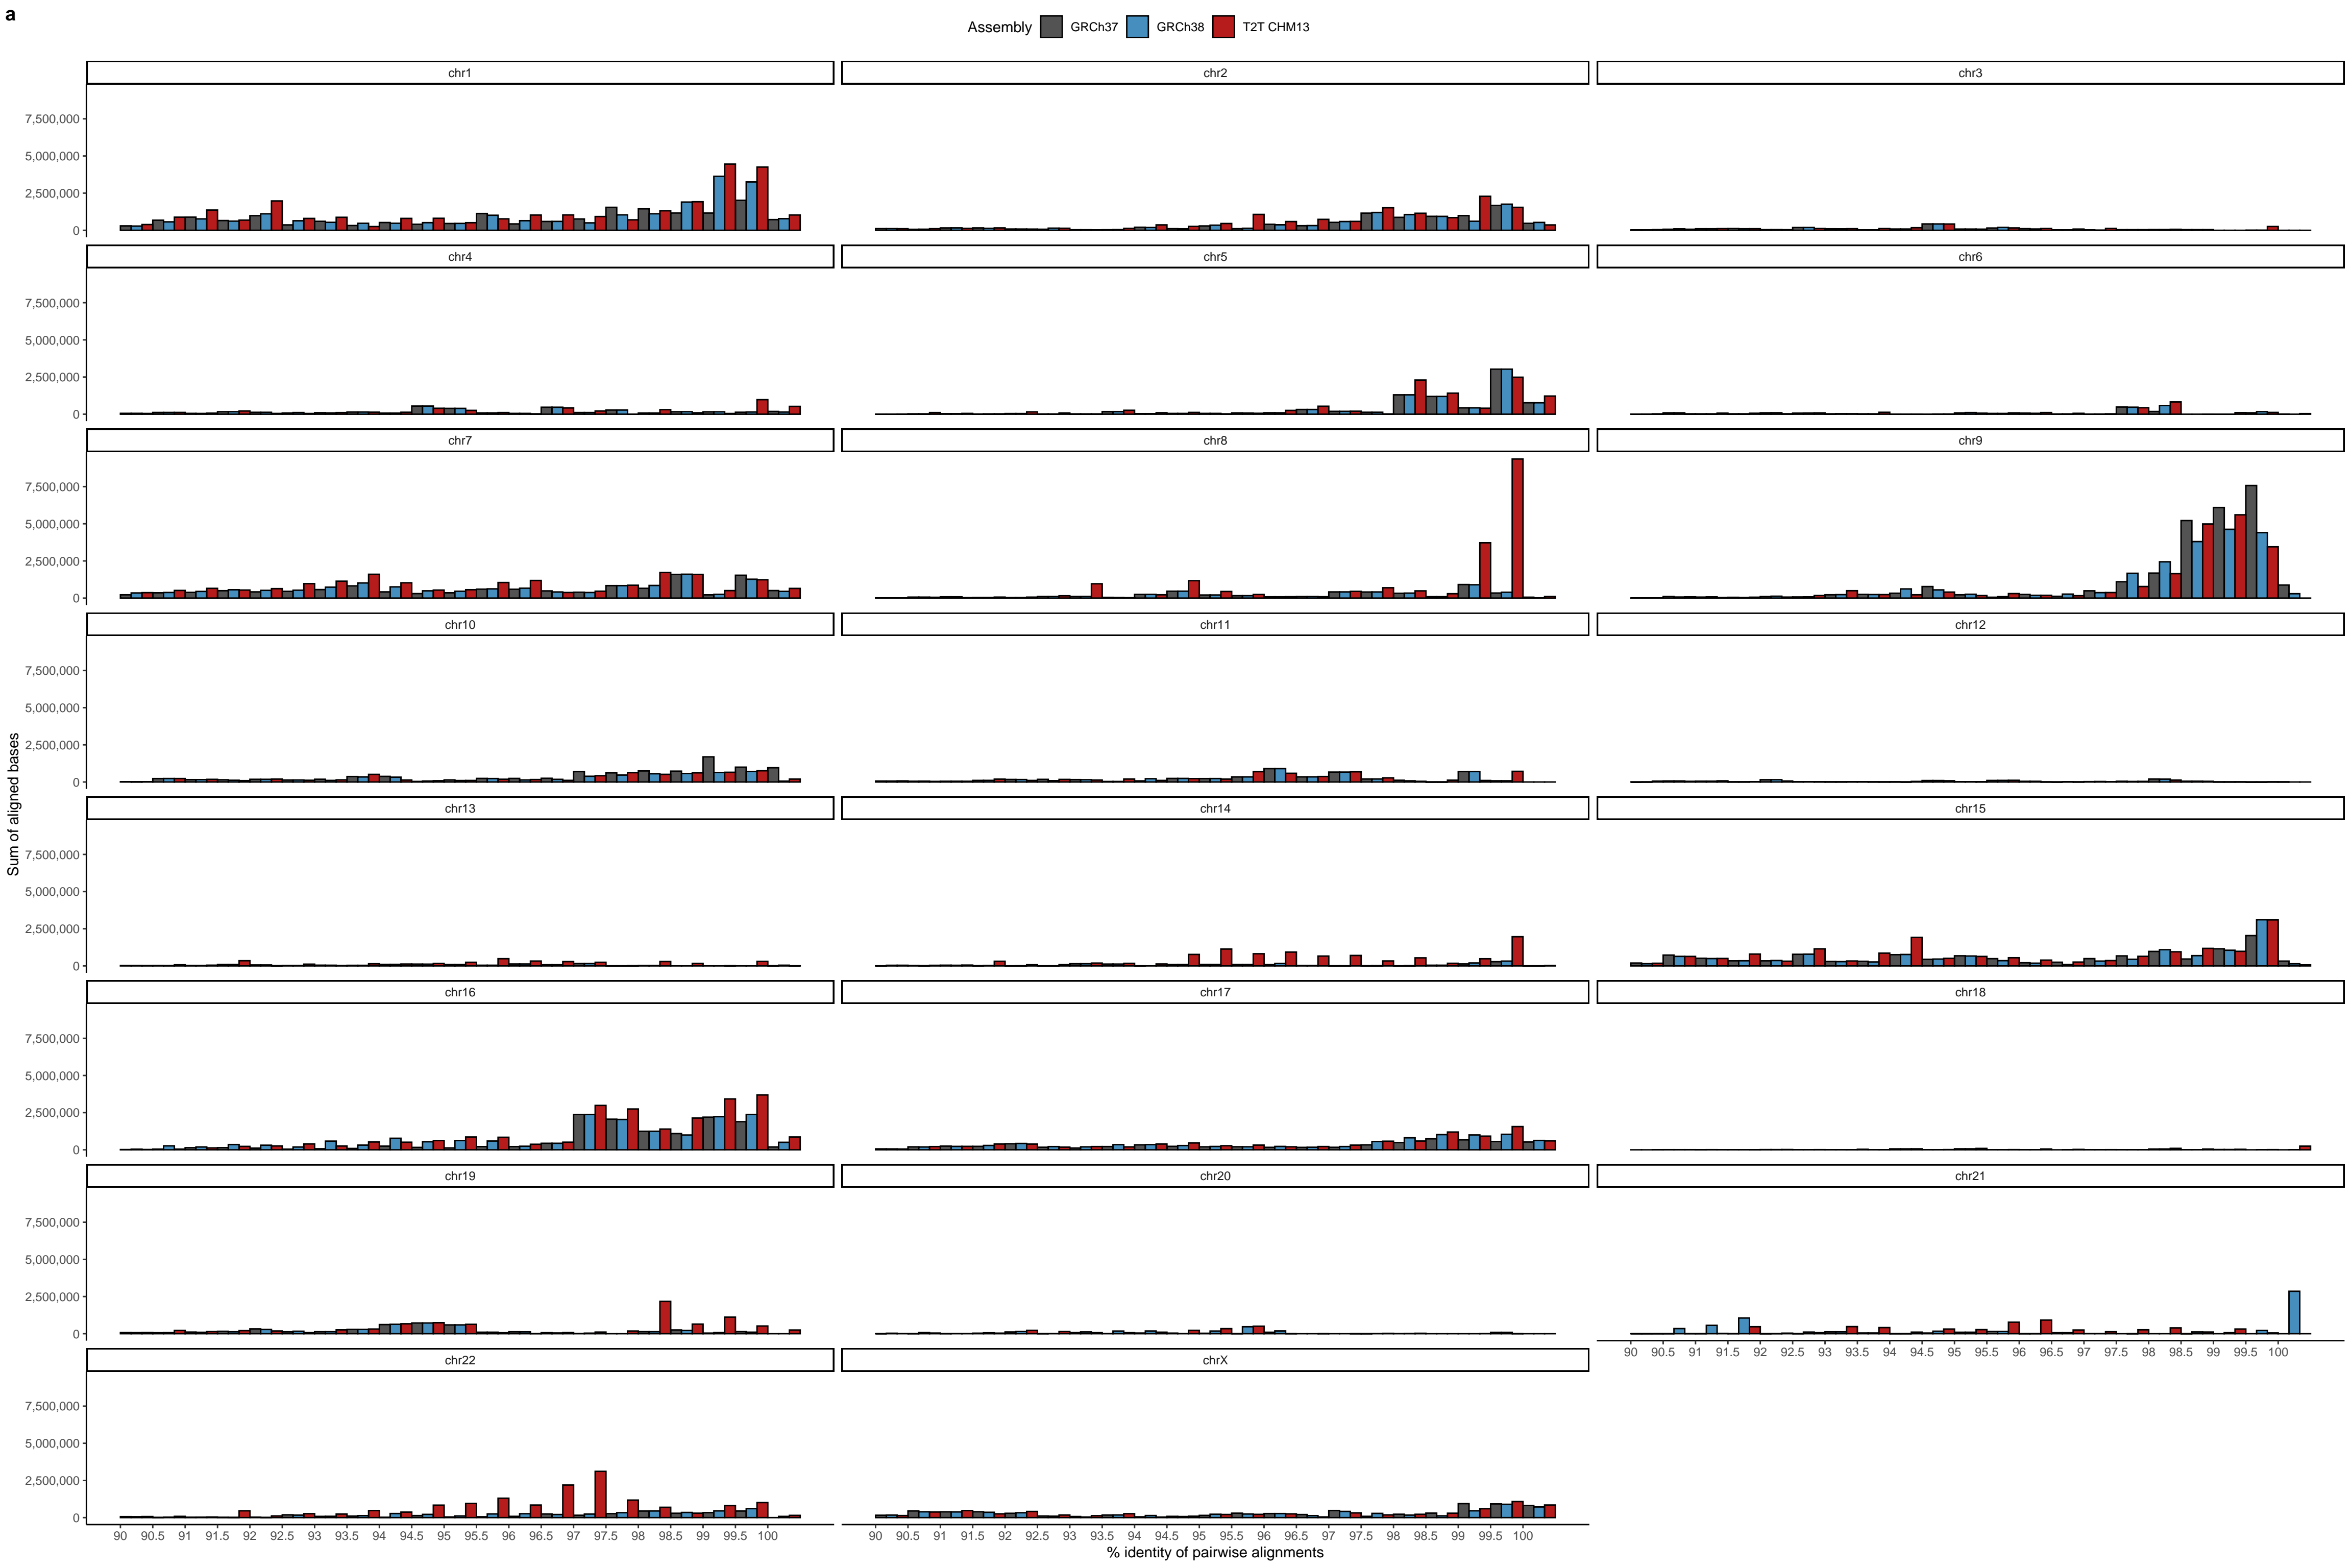 a
Assembly GRCh37 GRCh38 T2T CHM13
chr1 chr2 chr3
7,500,000
5,000,000
2,500,000
0
chr4 chr5 chr6
7,500,000
5,000,000
2,500,000
0
chr7 chr8 chr9
7,500,000
5,000,000
2,500,000
0
chr10 chr11 chr12
7,500,000
5,000,000
2,500,000
0
Sum of aligned bases
chr13 chr14 chr15
7,500,000
5,000,000
2,500,000
0
chr16 chr17 chr18
7,500,000
5,000,000
2,500,000
0
chr19 chr20 chr21
7,500,000
5,000,000
2,500,000
0
90 90.5 91 91.5 92 92.5 93 93.5 94 94.5 95 95.5 96 96.5 97 97.5 98 98.5 99 99.5 100
chr22 chrX
7,500,000
5,000,000
2,500,000
0
90 90.5 91 91.5 92 92.5 93 93.5 94 94.5 95 95.5 96 96.5 97 97.5 98 98.5 99 99.5 100 90 90.5 91 91.5 92 92.5 93 93.5 94 94.5 95 95.5 96 96.5 97 97.5 98 98.5 99 99.5 100
% identity of pairwise alignments